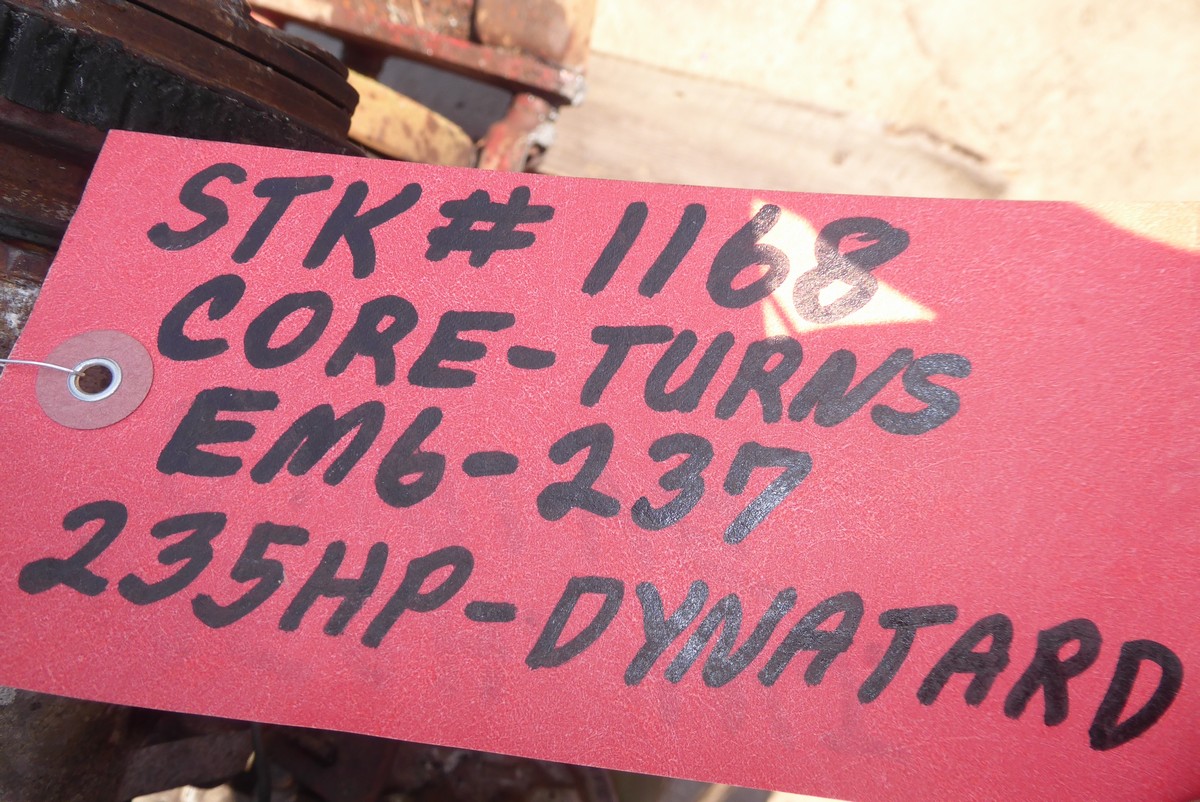 STK# 1168
CORE-TURNS
EM6-237
235HP-DYNATARD